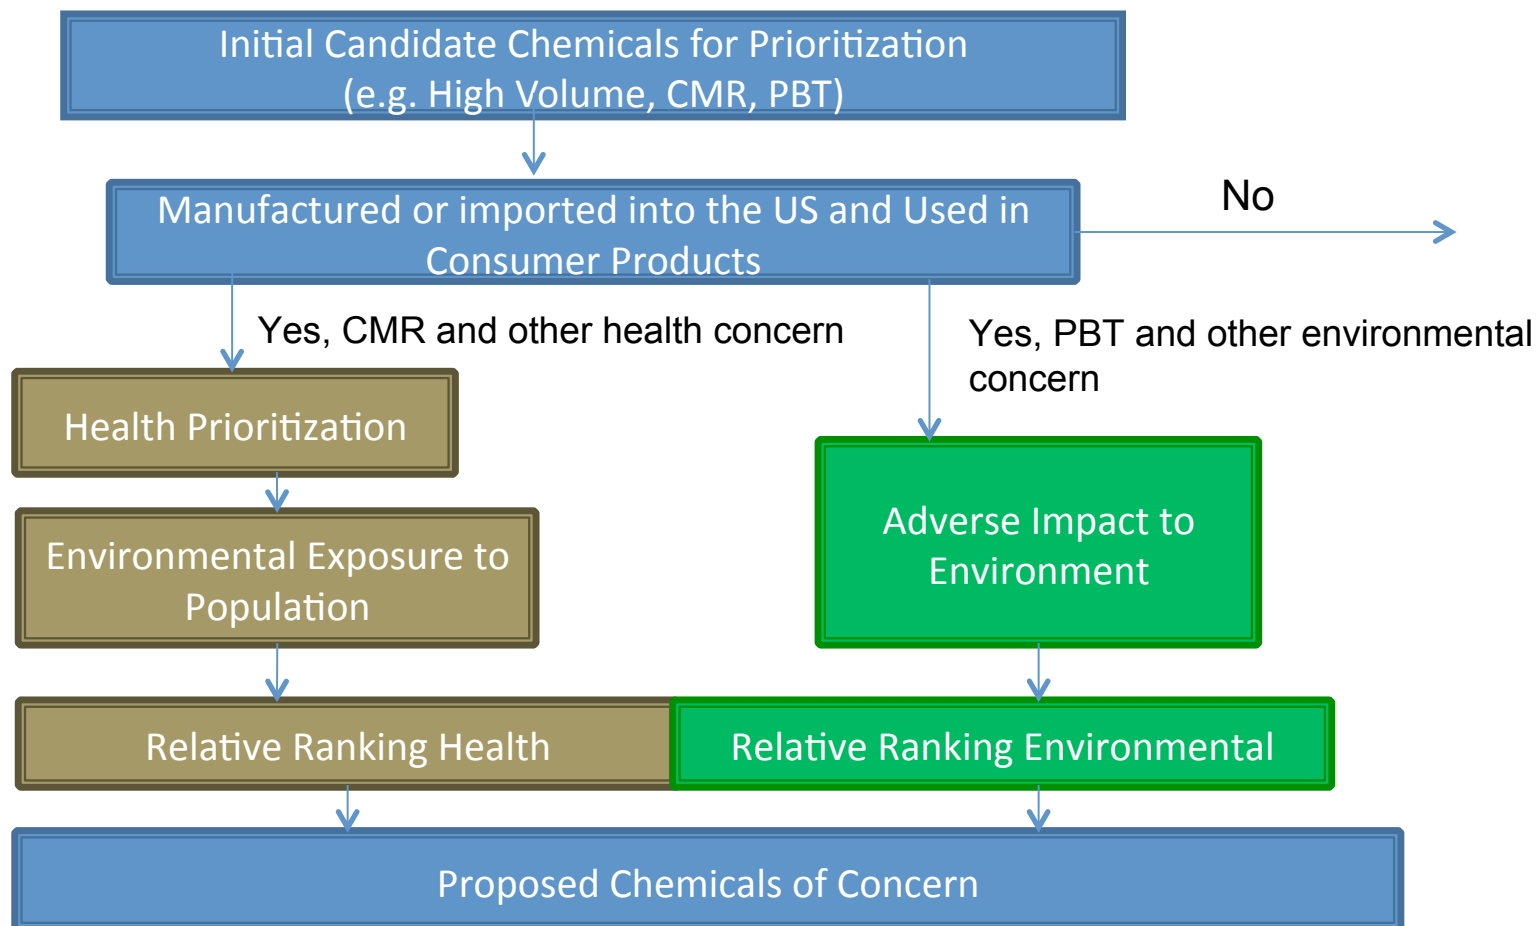 Initial Candidate Chemicals for Prioritization
(e.g. High Volume, CMR, PBT)
Manufactured or imported into the US and Used in
Consumer Products
No
Yes, CMR and other health concern
Yes, PBT and other environmental
concern
Health Prioritization
Environmental Exposure to
Population
Adverse Impact to
Environment
Relative Ranking Health
Relative Ranking Environmental
Proposed Chemicals of Concern